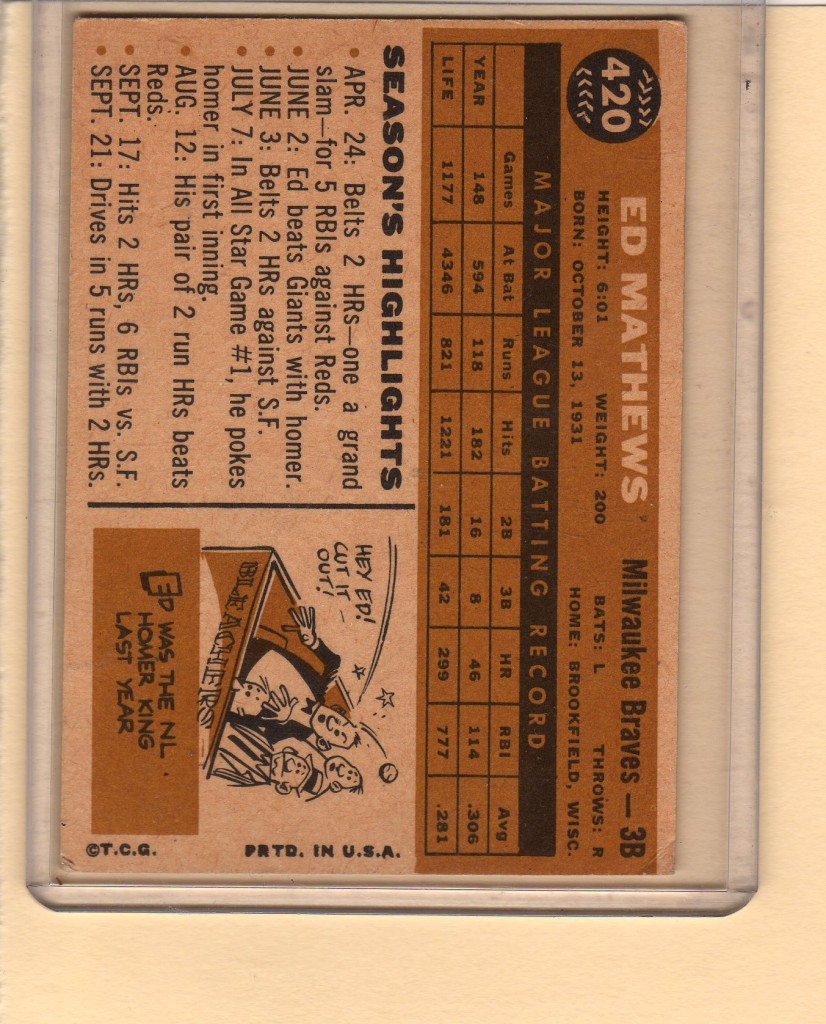 420
ED MATHEWS Milwaukee Braves — 3B
HEIGHT: 6:01 WEIGHT: 200 BATS: L THROWS: R
BORN: OCTOBER 13, 1931 HOME: BROOKFIELD, WISC.
MAJOR LEAGUE BATTING RECORD
Games At Bat Runs Hits 2B 3B HR RBI Avg
YEAR 148 594 118 182 16 8 46 114 .306
LIFE 1177 4346 821 1221 181 42 299 777 .281
SEASON'S HIGHLIGHTS
• APR. 24: Belts 2 HRs—one a grand
slam—for 5 RBIs against Reds.
• JUNE 2: Ed beats Giants with homer.
• JUNE 3: Belts 2 HRs against S.F.
• JULY 7: In All Star Game #1, he pokes
homer in first inning.
• AUG. 12: His pair of 2 run HRs beats
Reds.
• SEPT. 17: Hits 2 HRs, 6 RBIs vs. S.F.
• SEPT. 21: Drives in 5 runs with 2 HRs.
HEY ED!
CUT IT –
OUT!
BLEACHERS
ED WAS THE NL
HOMER KING
LAST YEAR
©T.C.G. PRTD. IN U.S.A.